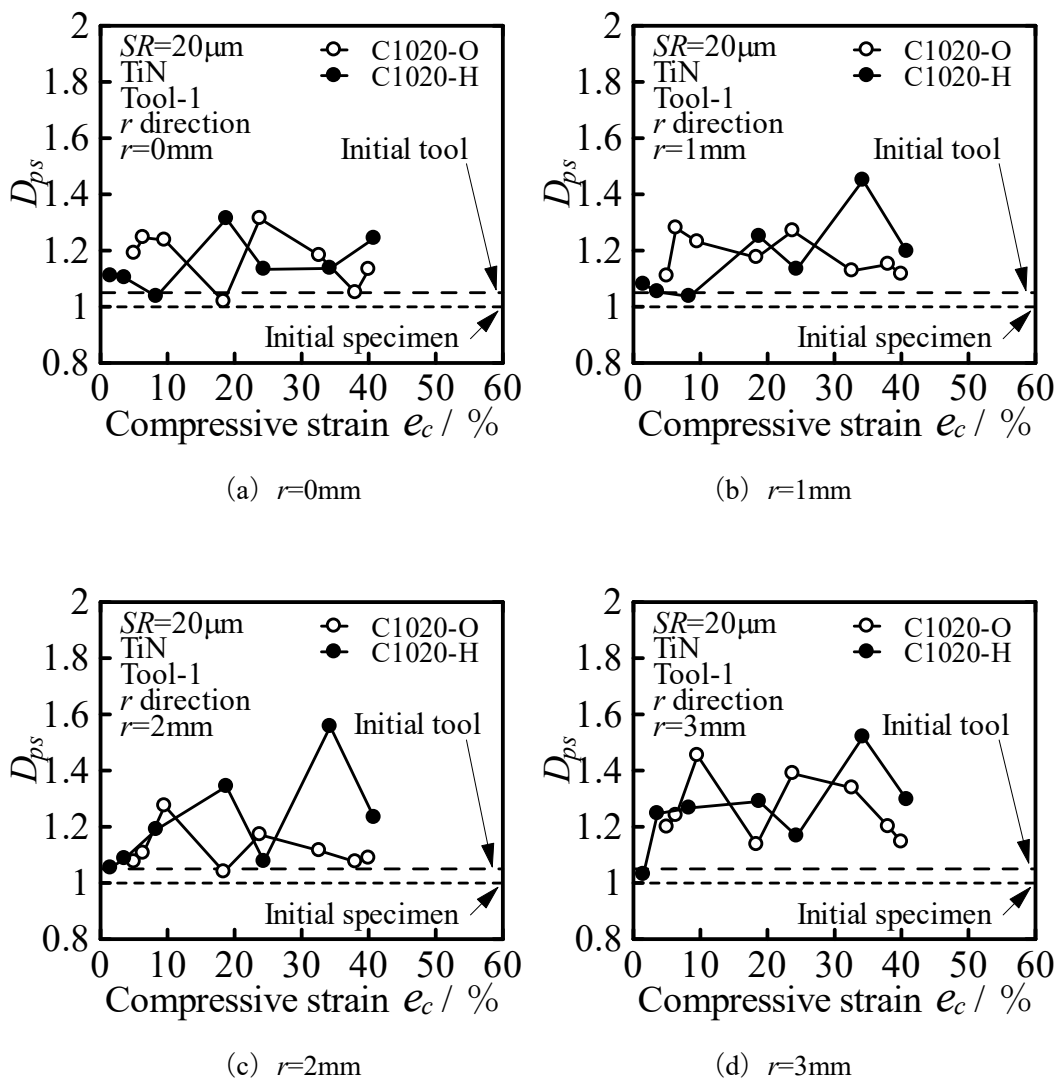 2
1.8
1.6
1.4
1.2
1
0.8
D_ps
SR=20μm
TiN
Tool-1
r direction
r=0mm
C1020-O
C1020-H
Initial tool
Initial specimen
0 10 20 30 40 50 60
Compressive strain e_c / %
(a) r=0mm
2
1.8
1.6
1.4
1.2
1
0.8
D_ps
SR=20μm
TiN
Tool-1
r direction
r=1mm
C1020-O
C1020-H
Initial tool
Initial specimen
0 10 20 30 40 50 60
Compressive strain e_c / %
(b) r=1mm
2
1.8
1.6
1.4
1.2
1
0.8
D_ps
SR=20μm
TiN
Tool-1
r direction
r=2mm
C1020-O
C1020-H
Initial tool
Initial specimen
0 10 20 30 40 50 60
Compressive strain e_c / %
(c) r=2mm
2
1.8
1.6
1.4
1.2
1
0.8
D_ps
SR=20μm
TiN
Tool-1
r direction
r=3mm
C1020-O
C1020-H
Initial tool
Initial specimen
0 10 20 30 40 50 60
Compressive strain e_c / %
(d) r=3mm